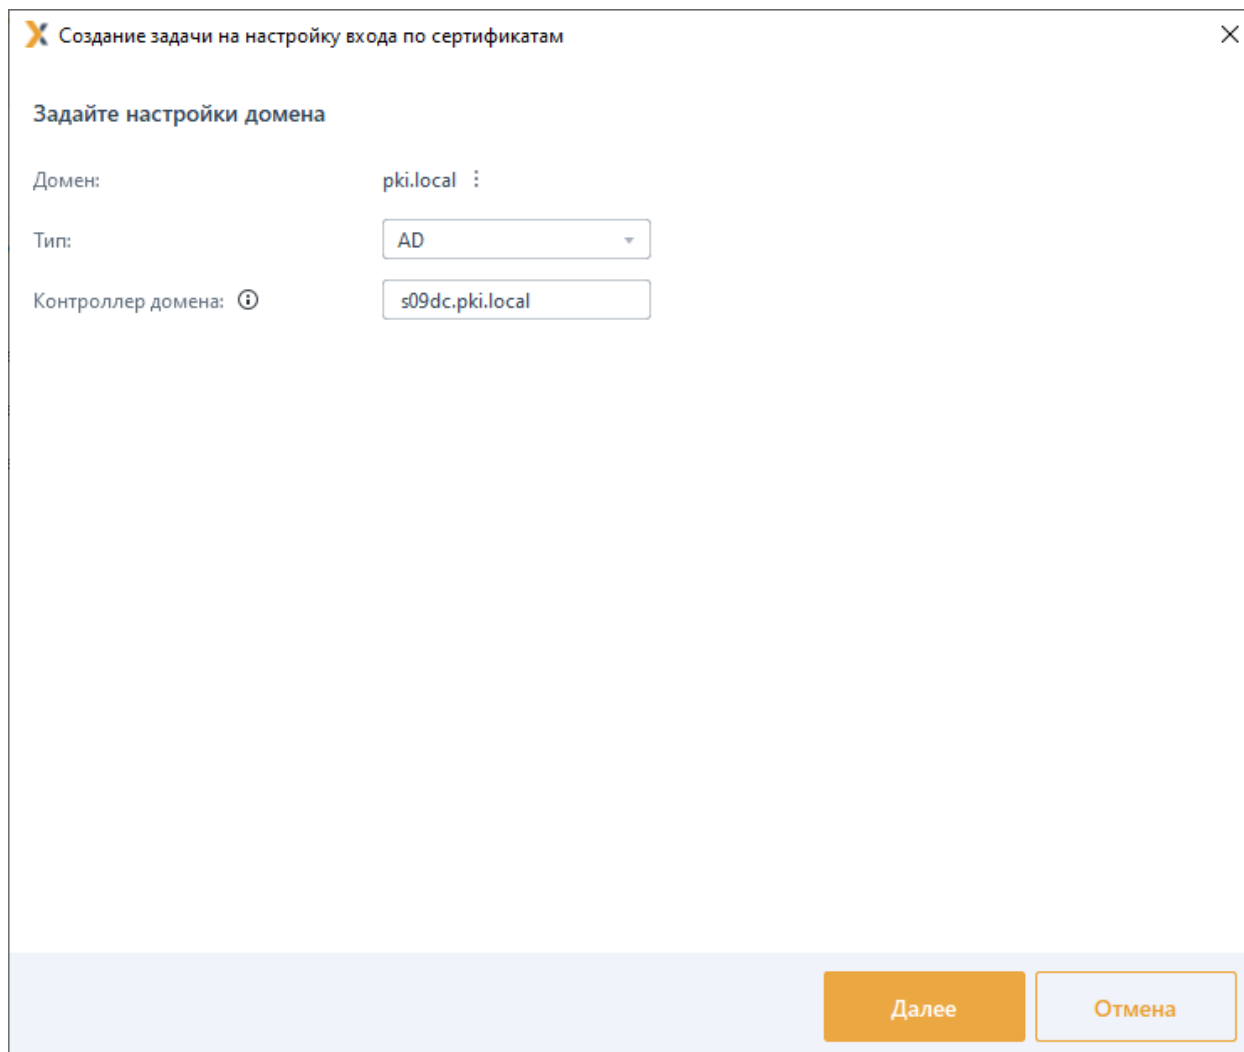 Создание задачи на настройку входа по сертификатам
Задайте настройки домена
Домен: pki.local
Тип: AD
Контроллер домена: s09dc.pki.local
Далее Отмена